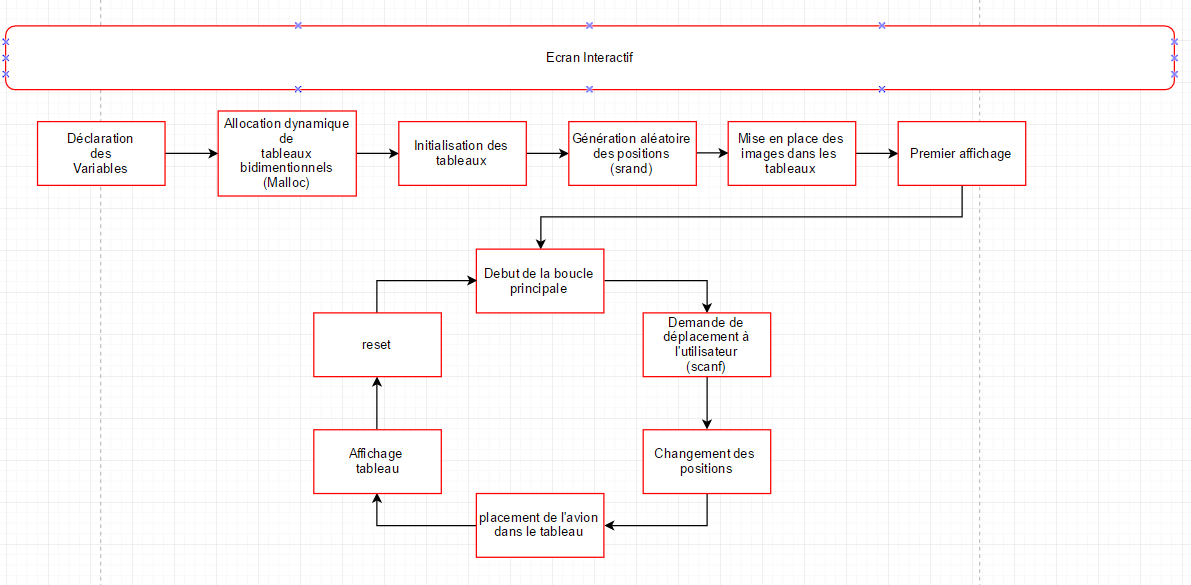 Ecran Interactif
Déclaration
des
Variables
Allocation dynamique
de
tableaux
bidimentionnels
(Malloc)
Initialisation des
tableaux
Génération aléatoire
des positions
(srand)
Mise en place des
images dans les
tableaux
Premier affichage
Debut de la boucle
principale
Demande de
déplacement à
l'utilisateur
(scanf)
Changement des
positions
placement de l'avion
dans le tableau
Affichage
tableau
reset